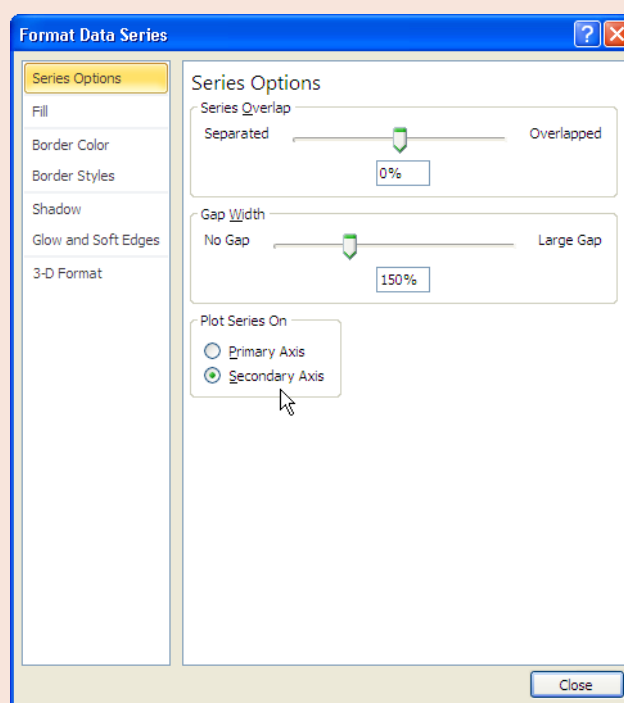 Format Data Series
?
Series Options
Fill
Border Color
Border Styles
Shadow
Glow and Soft Edges
3-D Format
Series Options
Series Overlap
Separated Overlapped
0%
Gap Width
No Gap Large Gap
150%
Plot Series On
Primary Axis
Secondary Axis
Close